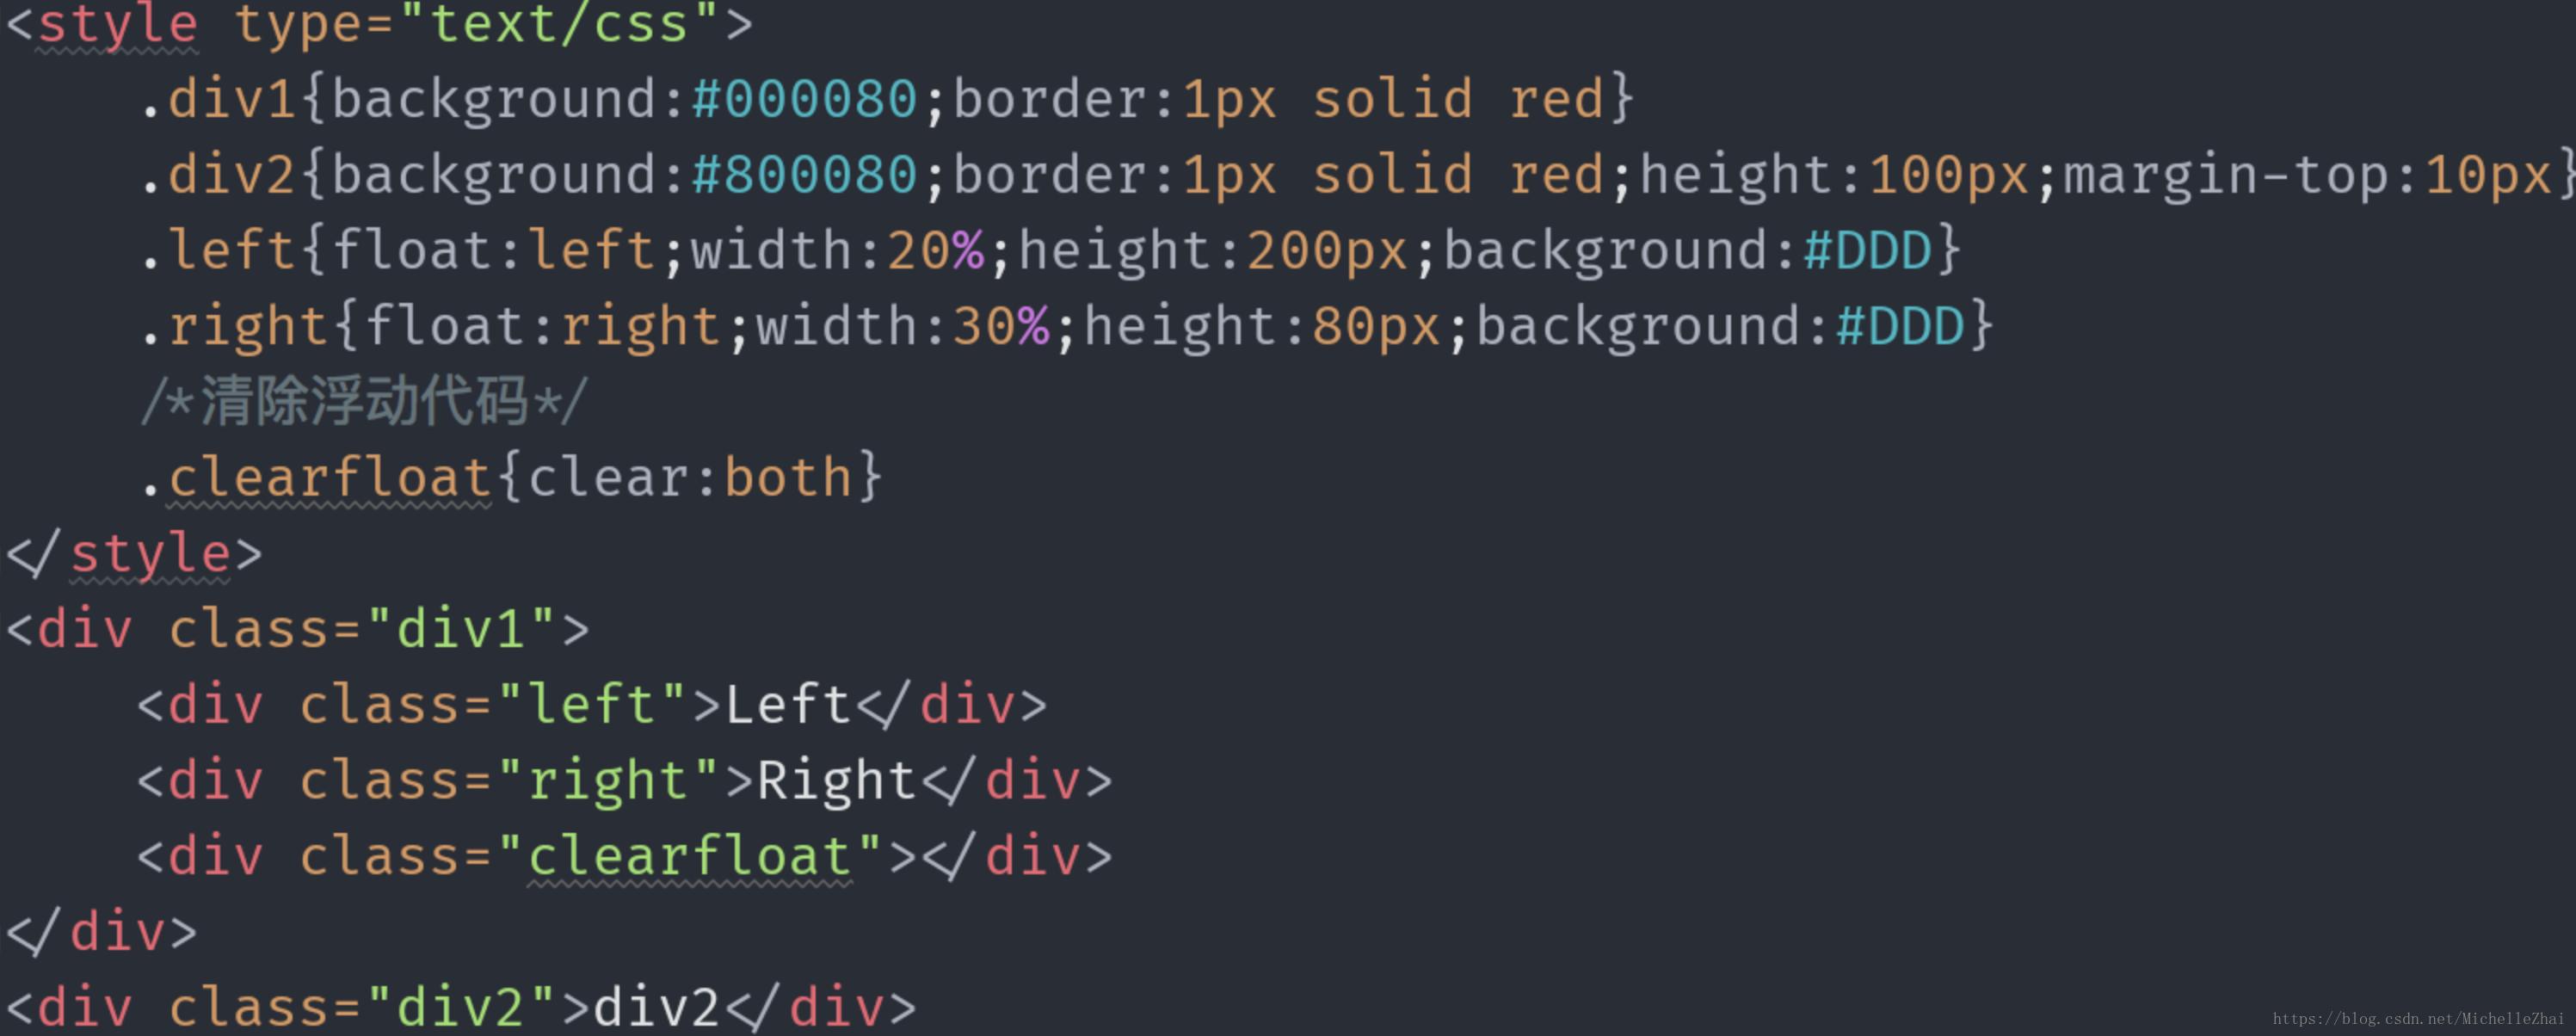 <style type="text/css">
    .div1{background:#000080;border:1px solid red}
    .div2{background:#800080;border:1px solid red;height:100px;margin-top:10px}
    .left{float:left;width:20%;height:200px;background:#DDD}
    .right{float:right;width:30%;height:80px;background:#DDD}
    /*清除浮动代码*/
    .clearfloat{clear:both}
</style>
<div class="div1">
    <div class="left">Left</div>
    <div class="right">Right</div>
    <div class="clearfloat"></div>
</div>
<div class="div2">div2</div>
https://blog.csdn.net/MichelleZhai